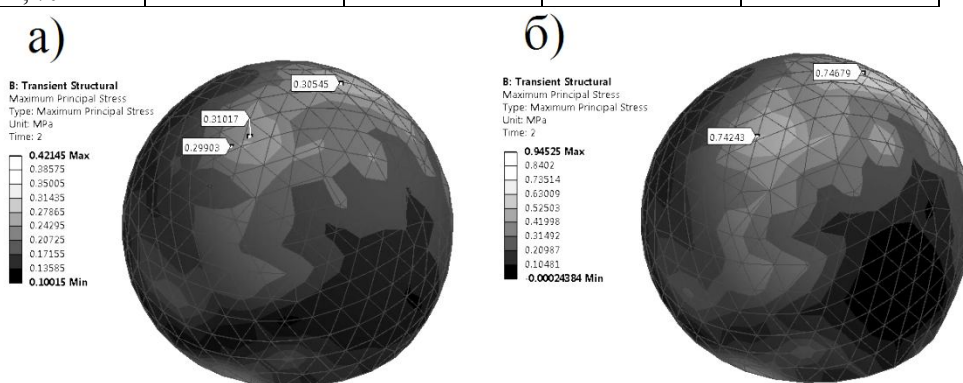 а)
B: Transient Structural
Maximum Principal Stress
Type: Maximum Principal Stress
Unit: MPa
Time: 2
0.42145 Max
0.38575
0.35005
0.31435
0.27865
0.24295
0.20725
0.17155
0.13585
0.10015 Min
0.30545
0.31017
0.29903
б)
B: Transient Structural
Maximum Principal Stress
Type: Maximum Principal Stress
Unit: MPa
Time: 2
0.94525 Max
0.8402
0.73514
0.63009
0.52503
0.41998
0.31492
0.20987
0.10481
-0.00024384 Min
0.74679
0.74243